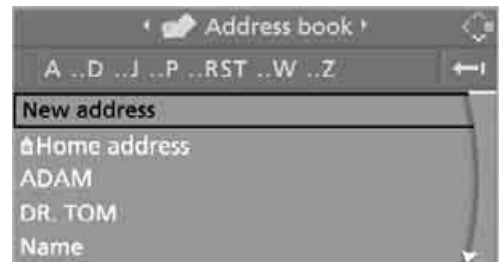 Address book
A ..D ..J ..P ..RST ..W ..Z
New address
Home address
ADAM
DR. TOM
Name